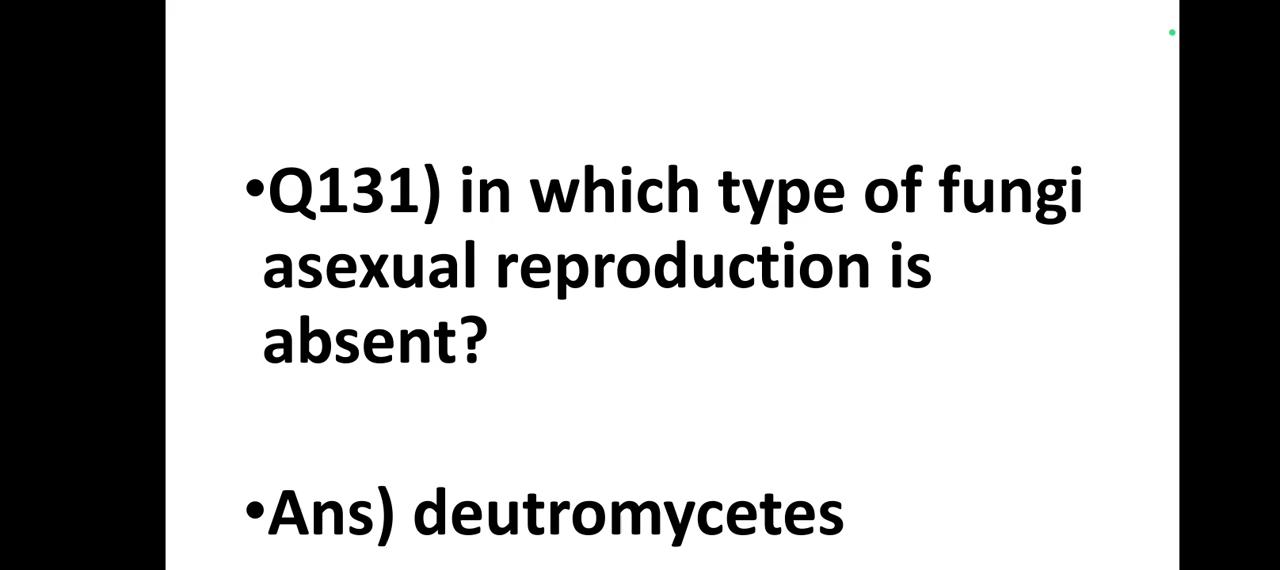 •Q131) in which type of fungi
asexual reproduction is
absent?
•Ans) deutromycetes